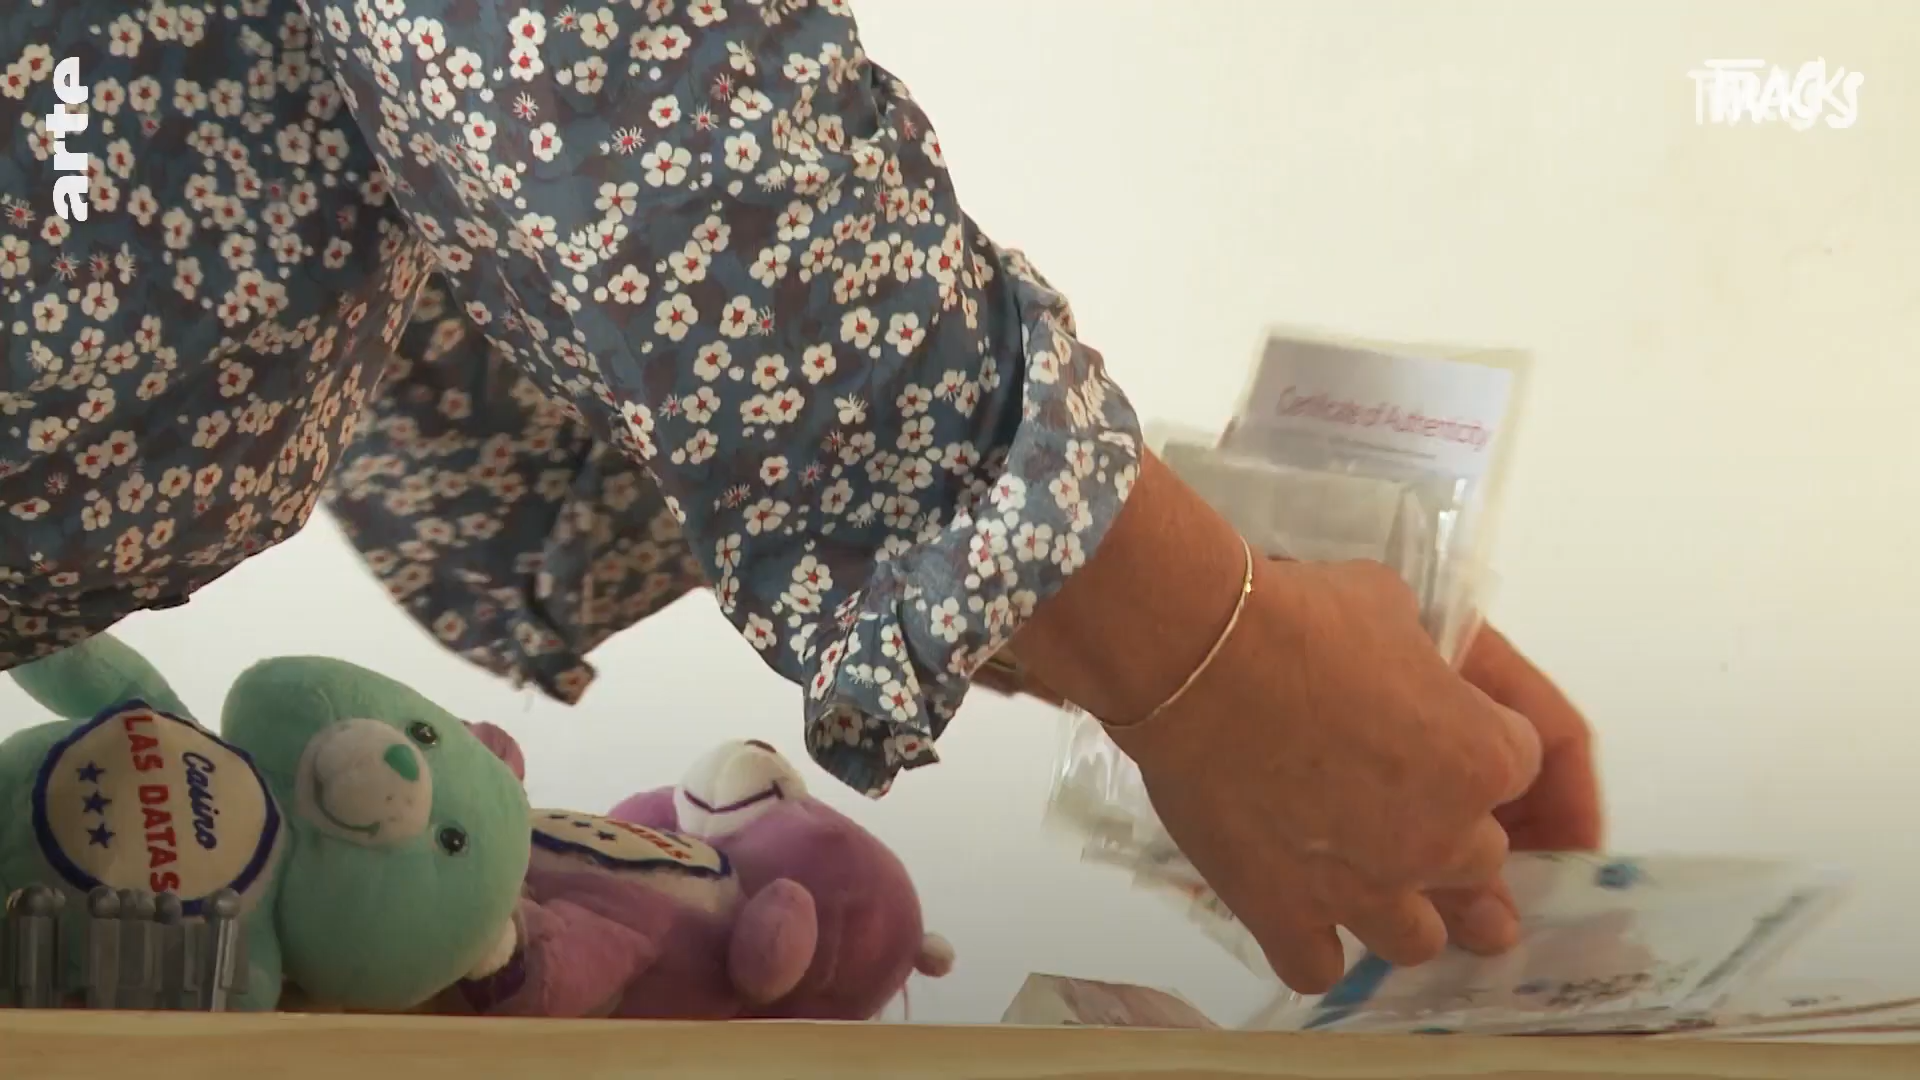 arte
TRACKS
Certificate of Authenticity
Casino
LAS DATAS